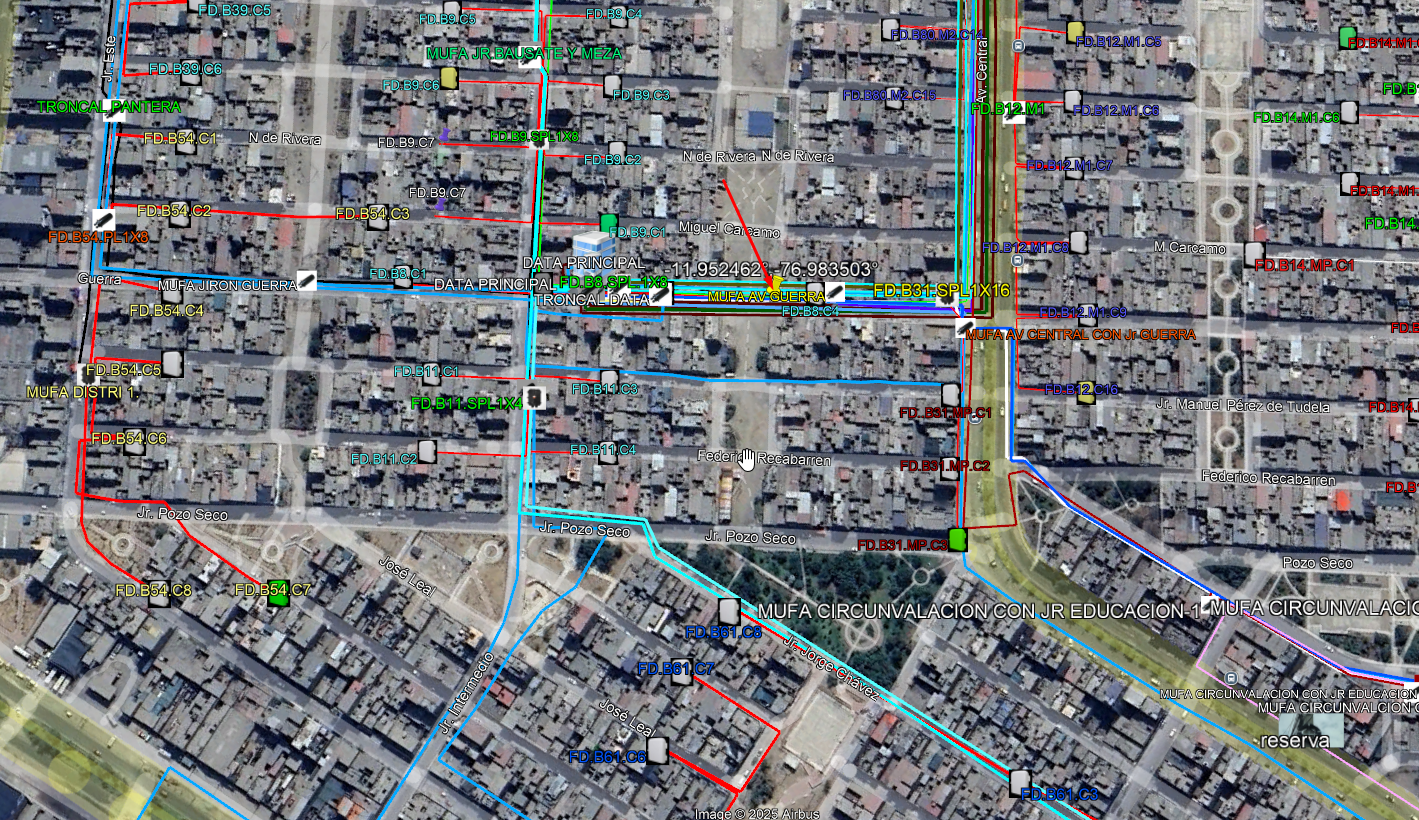 FD.B39.C5
FD.B9.C5
FD.B9.C4
FD.B80.M2.C14
FD.B12.M1.C5
Jr. Este
MUFA JR.BAUSATE Y MEZA
Av. Central
FD.B39.C6
FD.B9.C6
FD.B9.C3
FD.B80.M2.C15
TRONCAL PANTERA
FD.B12.M1
FD.B12.M1.C6
FD.B14.M1.C6
FD.B54.C1
N de Rivera
FD.B9.C7
FD.B9.SPL1X8
FD.B9.C2
N de Rivera
N de Rivera
FD.B12.M1.C7
FD.B9.C7
FD.B54.C2
FD.B54.C3
FD.B54.PL1X8
FD.B9.C1
Miguel Carcamo
FD.B12.M1.C8
M Carcamo
FD.B14.MP.C1
DATA PRINCIPAL
Guerra
MUFA JIRON GUERRA
FD.B8.C1
DATA PRINCIPAL
FD.B8.SPL.1X8
TRONCAL DATA
MUFA AV GUERRA
FD.B31.SPL1X16
FD.B54.C4
FD.B8.C4
FD.B12.M1.C9
MUFA AV CENTRAL CON Jr GUERRA
FD.B54.C5
FD.B11.C1
FD.B11.C3
FD.B12.C16
MUFA DISTRI 1.
FD.B11.SPL1X4
FD..B31.MP.C1
Jr. Manuel Pérez de Tudela
FD.B54.C6
FD.B11.C2
FD.B11.C4
Recabarren
FD.B31.MP.C2
Federico Recabarren
Jr. Pozo Seco
Jr. Pozo Seco
Jr. Pozo Seco
FD.B31.MP.C3
Pozo Seco
José Leal
FD.B54.C8
FD.B54.C7
MUFA CIRCUNVALACION CON JR EDUCACION 1
FD.B61.C8
Jr. Jorge Chávez
FD.B61.C7
Jr. Intermedio
MUFA CIRCUNVALACION CON JR EDUCACION
José Leal
reserva
FD.B61.C6
FD.B61.C3
Image © 2025 Airbus